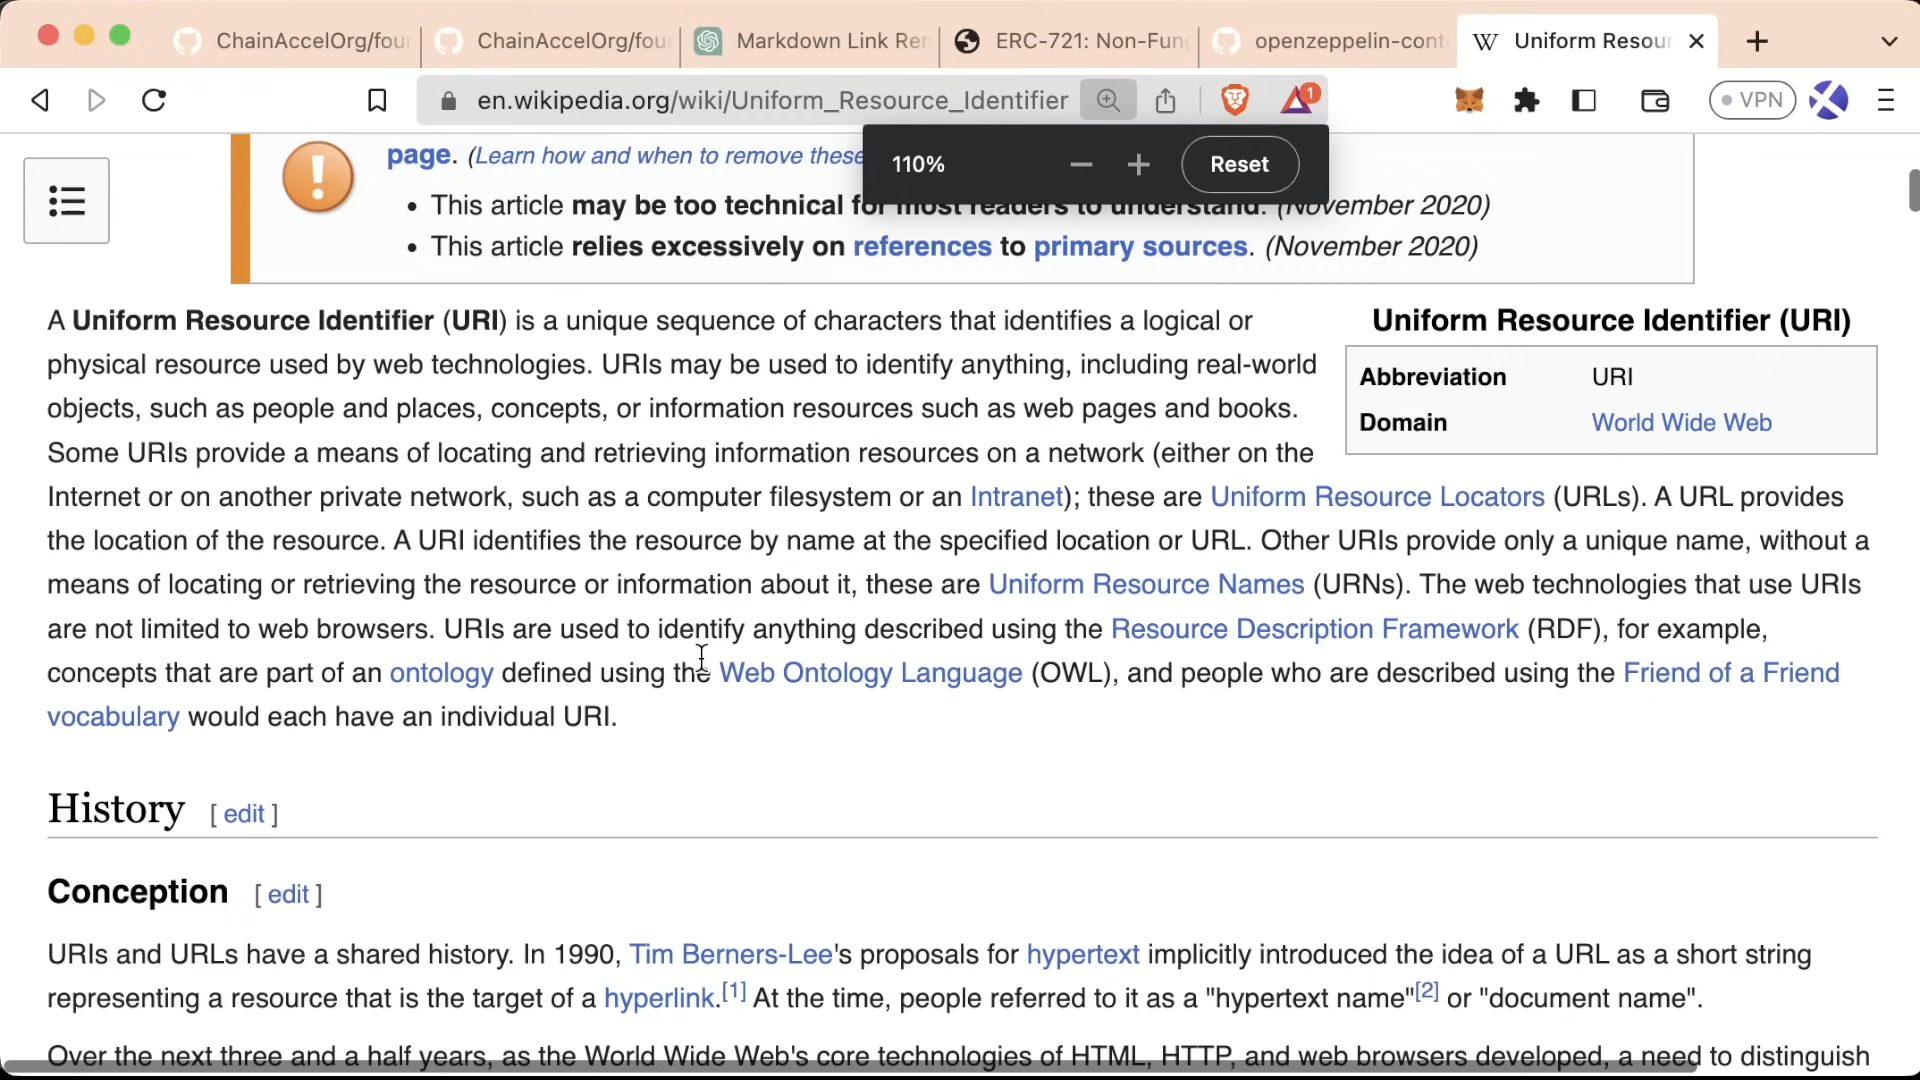 ChainAccelOrg/four
ChainAccelOrg/four
Markdown Link Ren
ERC-721: Non-Fung
openzeppelin-cont
Uniform Resour
en.wikipedia.org/wiki/Uniform_Resource_Identifier
1
VPN
110%
Reset
page. (Learn how and when to remove these
• This article may be too technical for most readers to understand. (November 2020)
• This article relies excessively on references to primary sources. (November 2020)
A Uniform Resource Identifier (URI) is a unique sequence of characters that identifies a logical or
physical resource used by web technologies. URIs may be used to identify anything, including real-world
objects, such as people and places, concepts, or information resources such as web pages and books.
Some URIs provide a means of locating and retrieving information resources on a network (either on the
Internet or on another private network, such as a computer filesystem or an Intranet); these are Uniform Resource Locators (URLs). A URL provides
the location of the resource. A URI identifies the resource by name at the specified location or URL. Other URIs provide only a unique name, without a
means of locating or retrieving the resource or information about it, these are Uniform Resource Names (URNs). The web technologies that use URIs
are not limited to web browsers. URIs are used to identify anything described using the Resource Description Framework (RDF), for example,
concepts that are part of an ontology defined using the Web Ontology Language (OWL), and people who are described using the Friend of a Friend
vocabulary would each have an individual URI.
Uniform Resource Identifier (URI)
Abbreviation URI
Domain World Wide Web
History [ edit ]
Conception [ edit ]
URIs and URLs have a shared history. In 1990, Tim Berners-Lee's proposals for hypertext implicitly introduced the idea of a URL as a short string
representing a resource that is the target of a hyperlink.[1] At the time, people referred to it as a "hypertext name"[2] or "document name".
Over the next three and a half years, as the World Wide Web's core technologies of HTML, HTTP, and web browsers developed, a need to distinguish